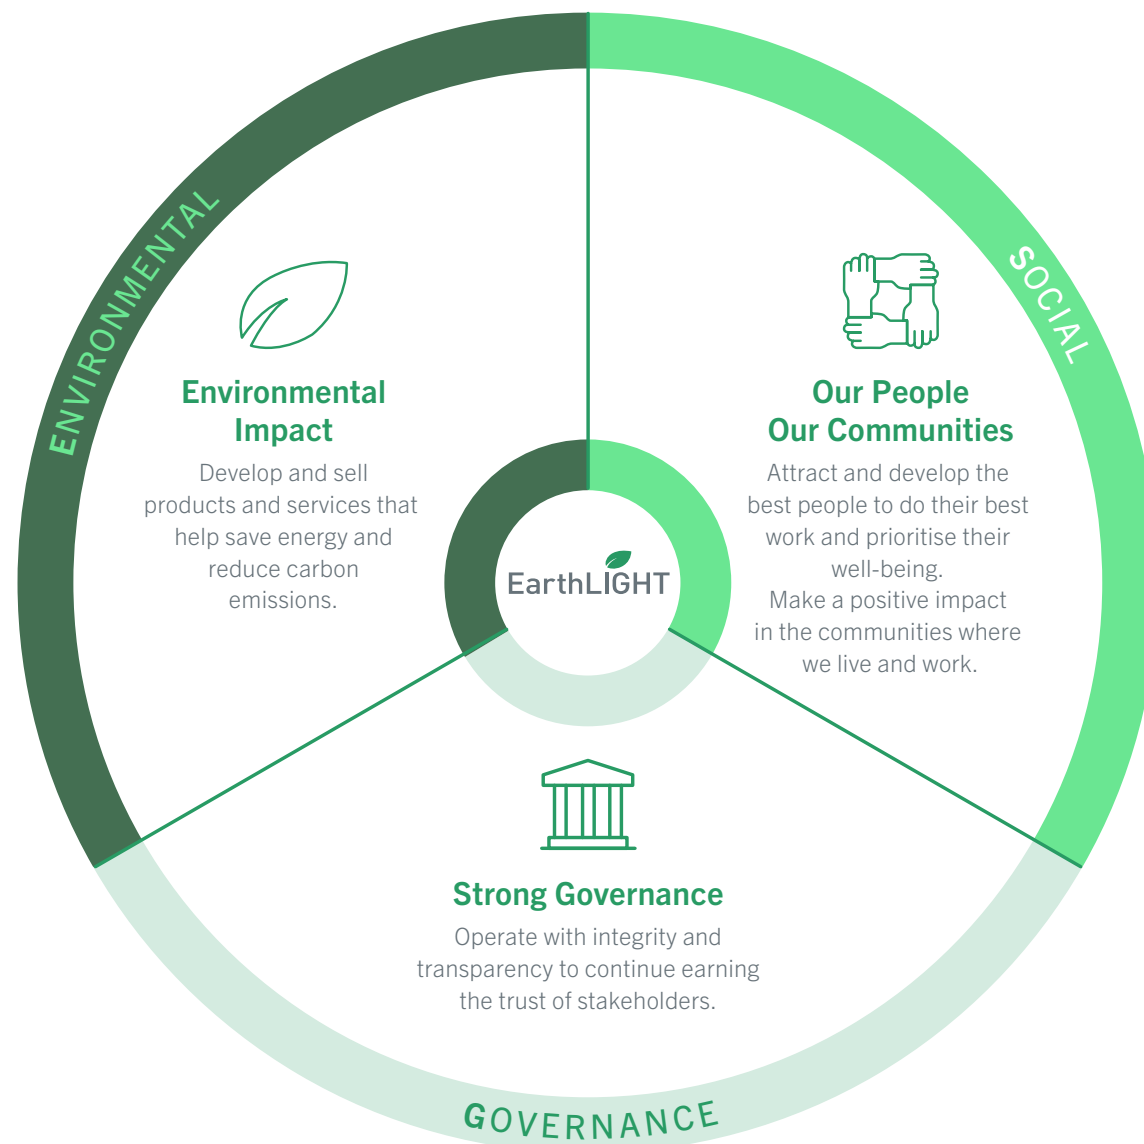 ENVIRONMENTAL
Environmental
Impact
Develop and sell
products and services that
help save energy and
reduce carbon
emissions.
SOCIAL
Our People
Our Communities
Attract and develop the
best people to do their best
work and prioritise their
well-being.
Make a positive impact
in the communities where
we live and work.
EarthLIGHT
Strong Governance
Operate with integrity and
transparency to continue earning
the trust of stakeholders.
GOVERNANCE